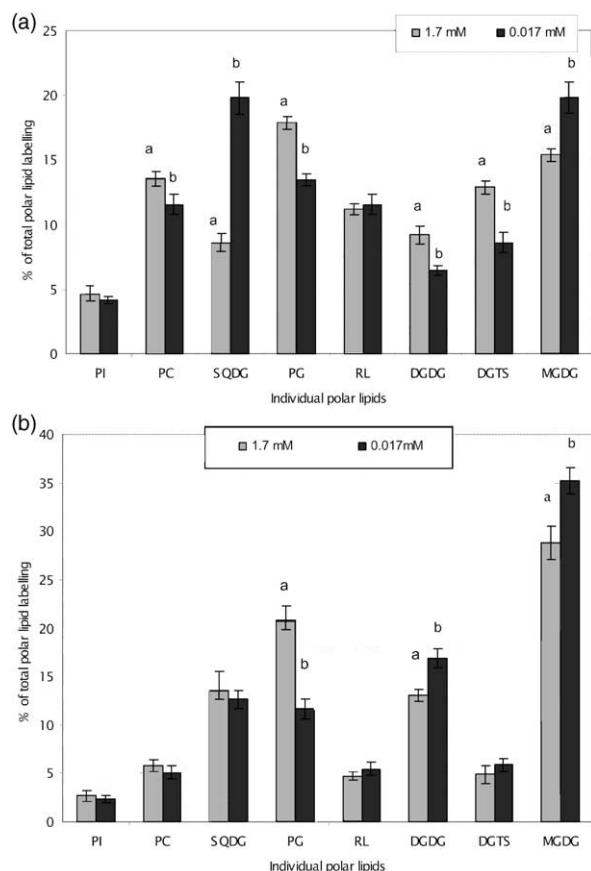 (a)
1.7 mM 0.017 mM
% of total polar lipid labelling
25
20
15
10
5
0
a b a b a b a b a b a b
PI PC SQDG PG RL DGDG DGTS MGDG
Individual polar lipids
(b)
1.7 mM 0.017mM
% of total polar lipid labelling
40
35
30
25
20
15
10
5
0
a b a b a b
PI PC SQDG PG RL DGDG DGTS MGDG
Individual polar lipids